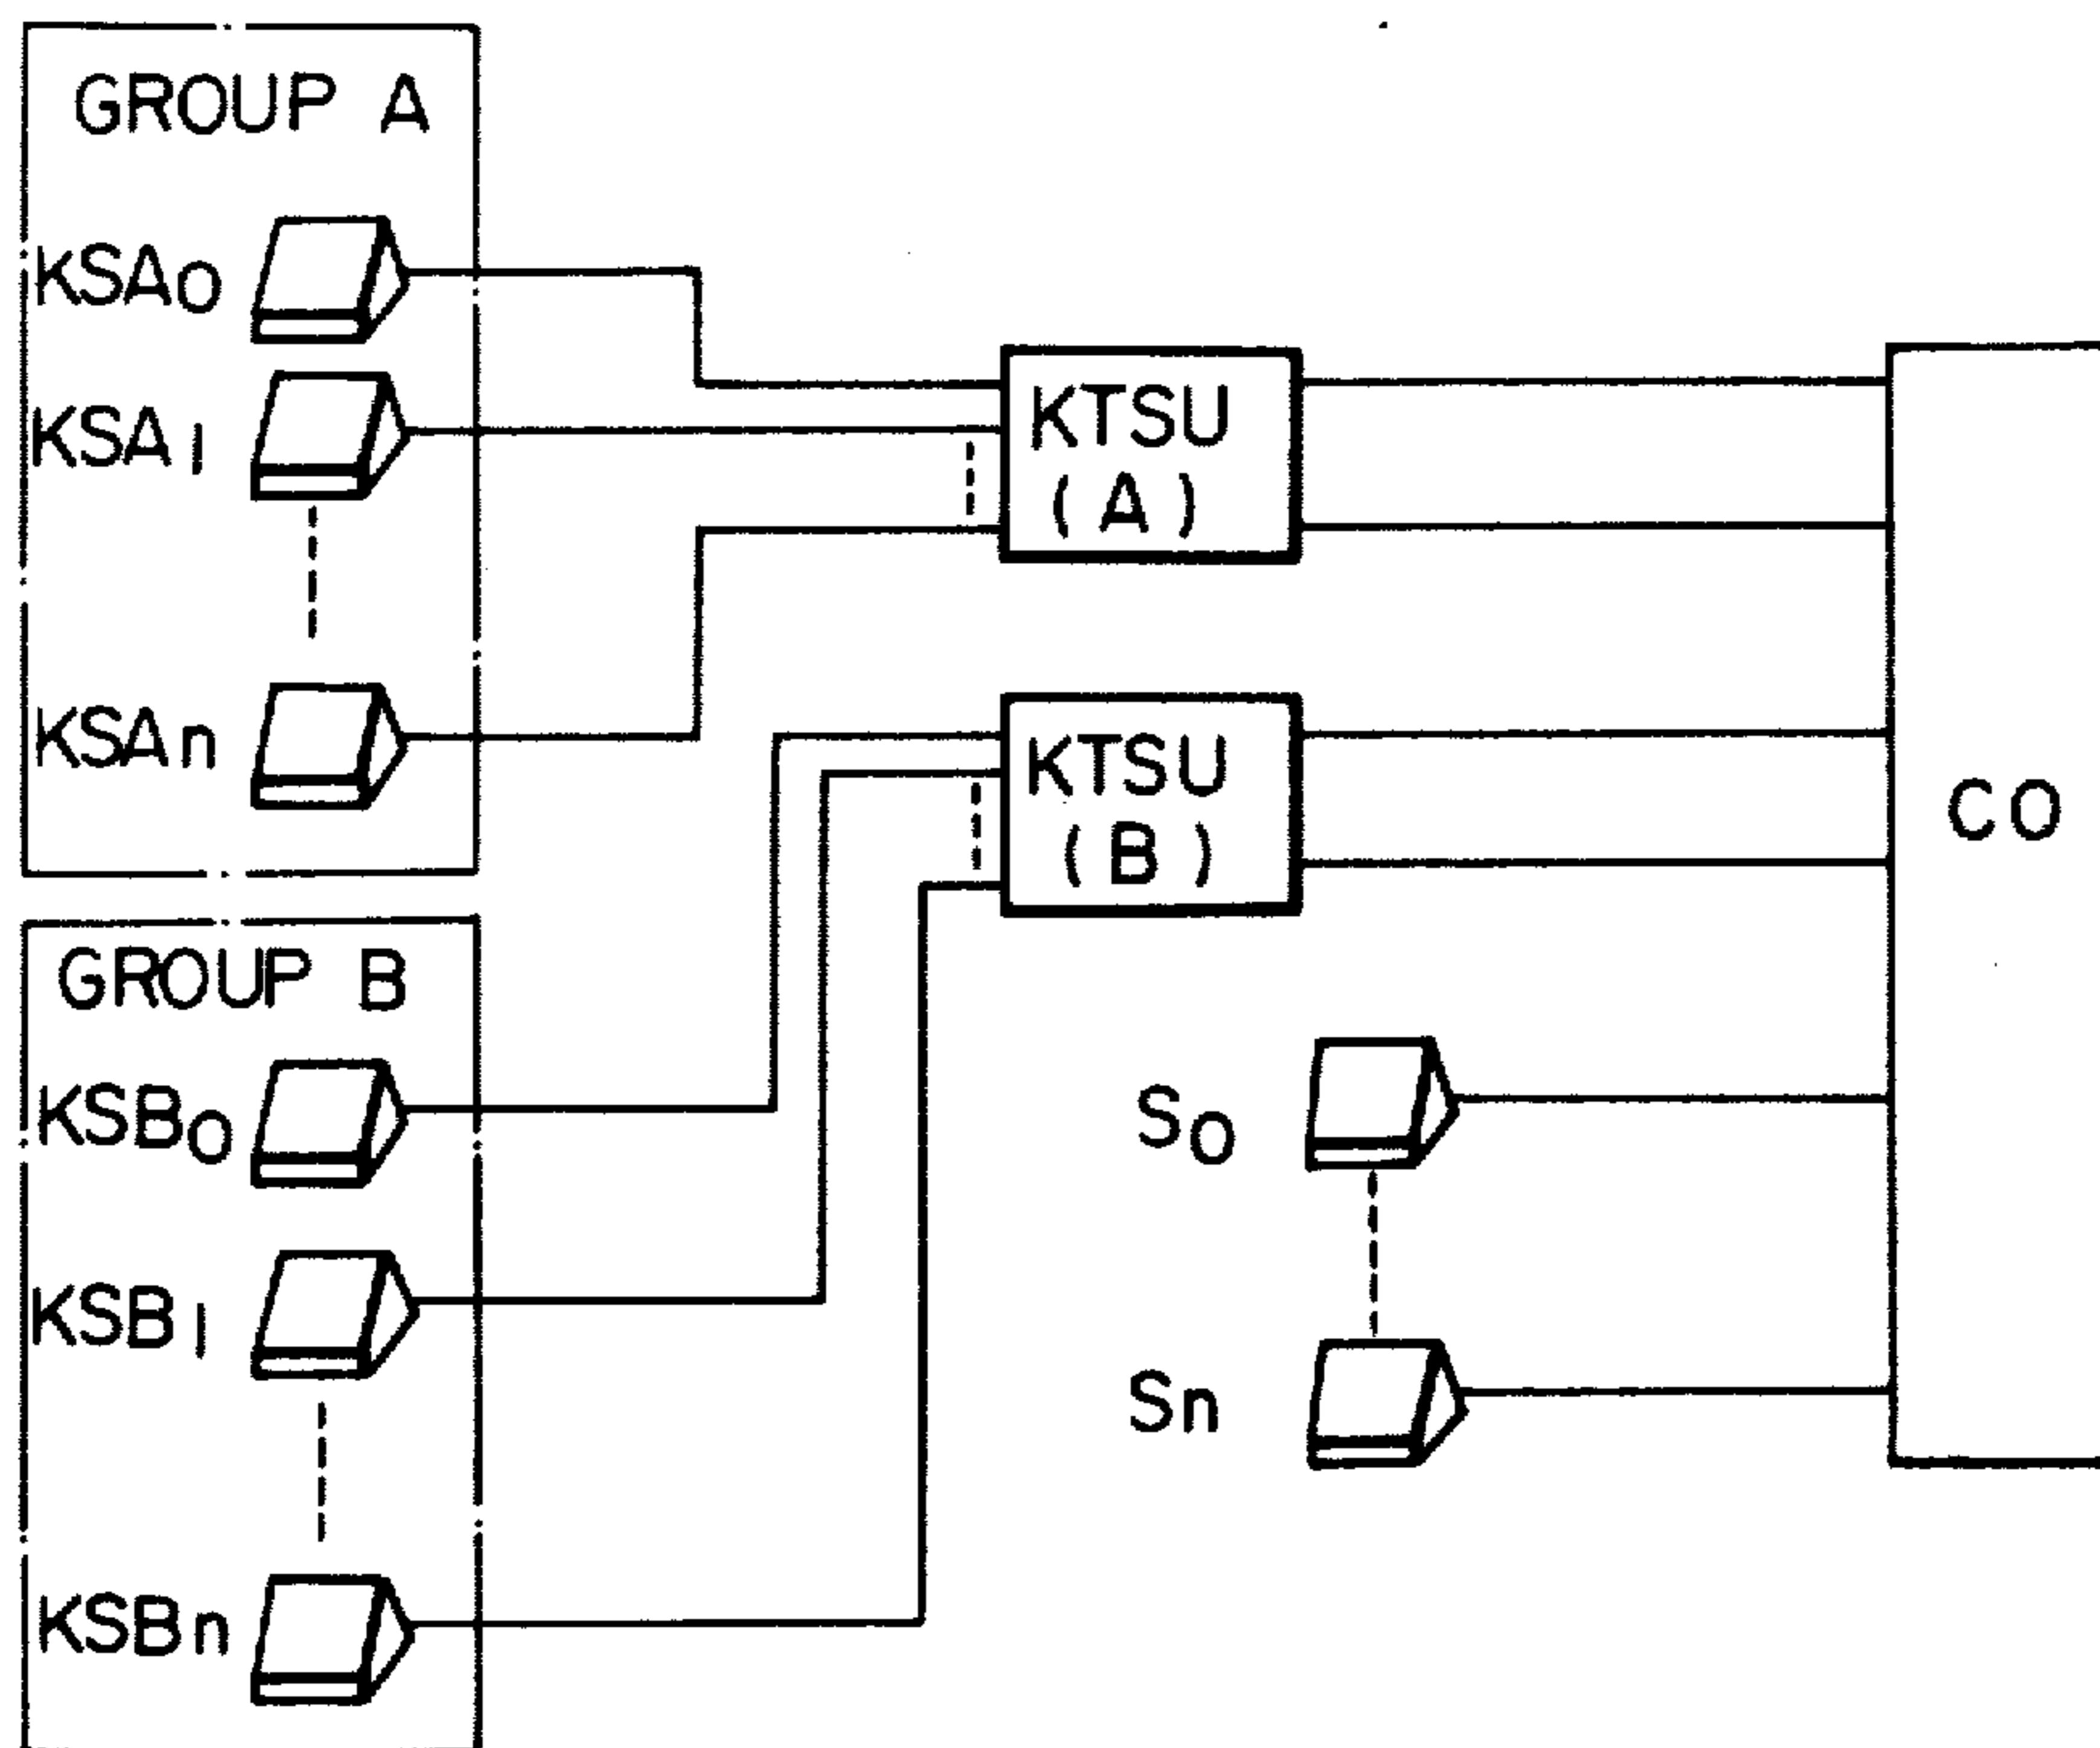 GROUP A
KSA0
KSA1
KSAn
KTSU
(A)
KTSU
(B)
CO
GROUP B
KSB0
KSB1
KSBn
S0
Sn